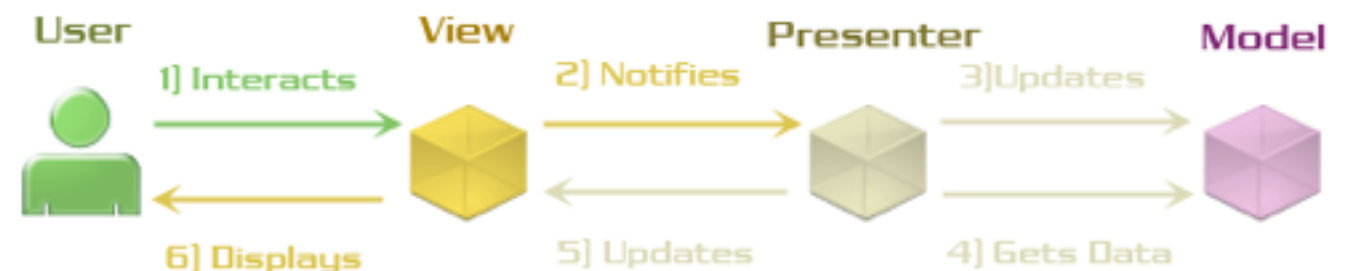 User
View
Presenter
Model
1] Interacts
2] Notifies
3]Updates
6] Displays
5] Updates
4] Gets Data